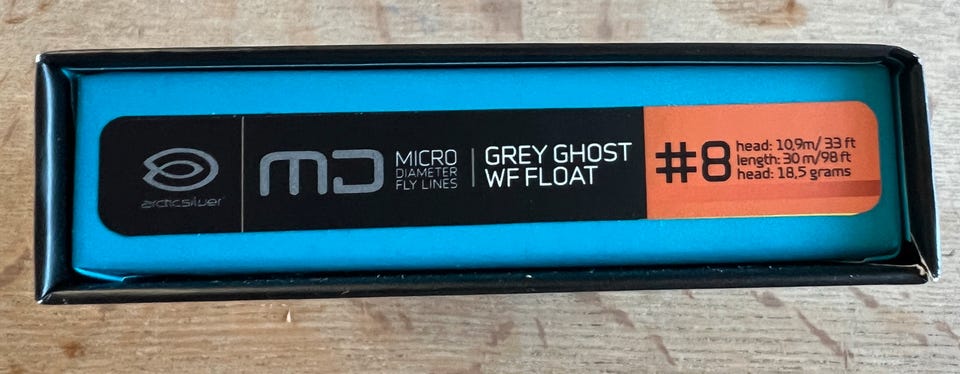 arcticsilver
MD
MICRO
DIAMETER
FLY LINES
GREY GHOST
WF FLOAT
#8
head: 10,9m/ 33 ft
length: 30 m/98 ft
head: 18,5 grams